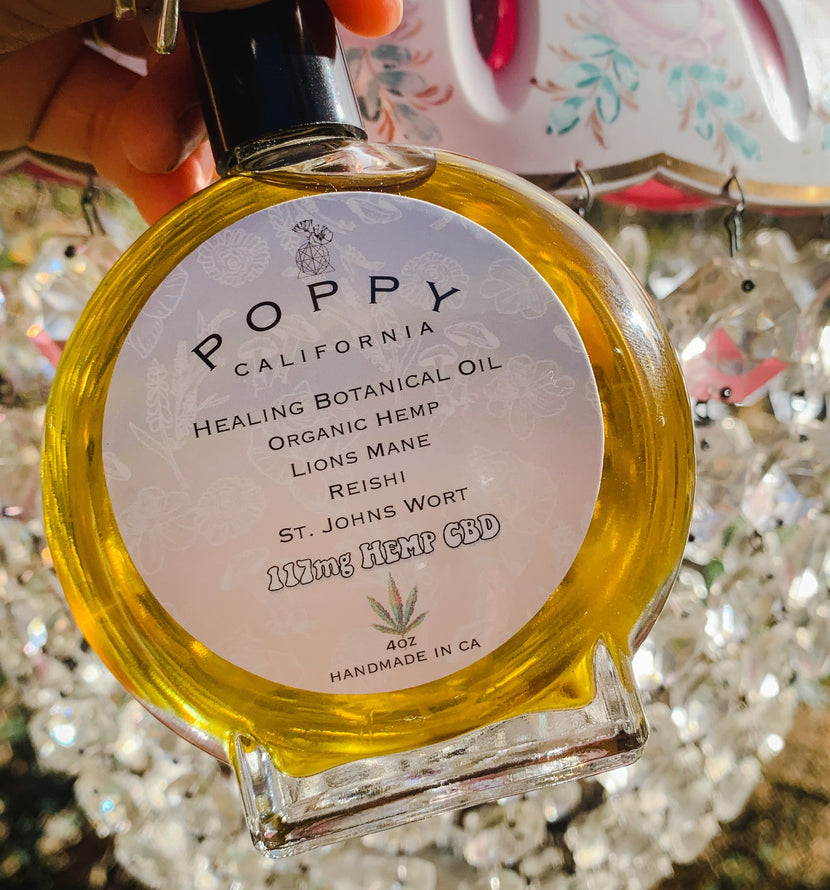 POPPY
CALIFORNIA
HEALING BOTANICAL OIL
ORGANIC HEMP
LIONS MANE
REISHI
ST. JOHNS WORT
117mg HEMP CBD
4OZ
HANDMADE IN CA